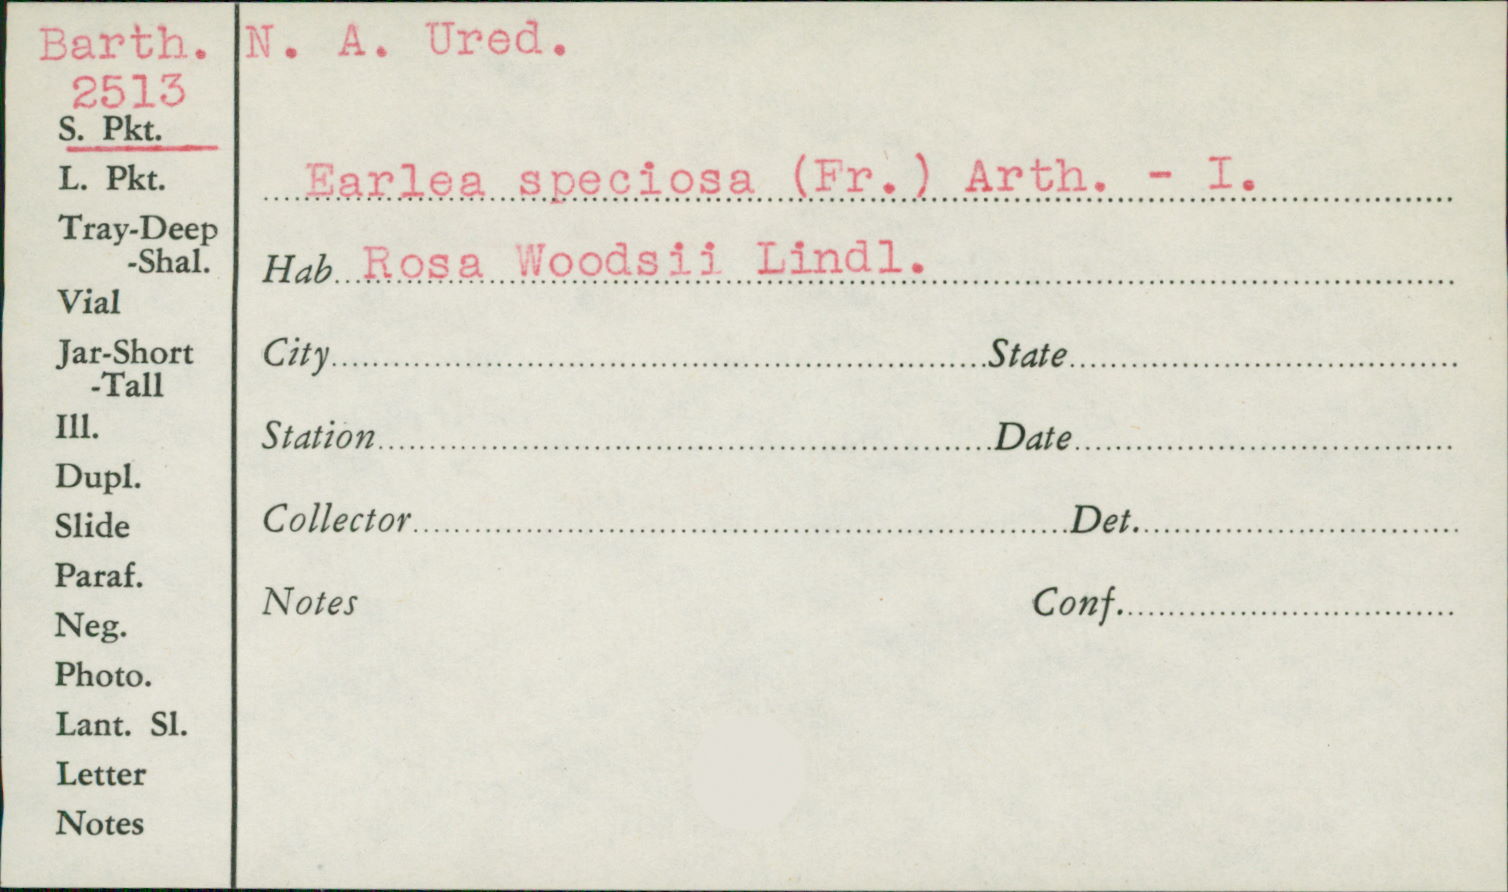 Barth. N. A. Ured.
2513
S. Pkt.
L. Pkt.
Earlea speciosa (Fr.) Arth. - I.
Tray-Deep
-Shal.
Hab Rosa Woodsii Lindl.
Vial
Jar-Short
-Tall
City State
Ill.
Station Date
Dupl.
Slide
Collector Det.
Paraf.
Neg.
Notes Conf.
Photo.
Lant. Sl.
Letter
Notes